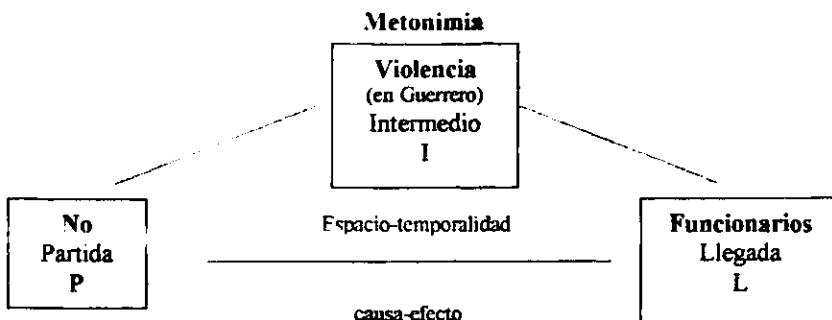 Metonimia
Violencia
(en Guerrero)
Intermedio
I
No
Partida
P
Espacio-temporalidad
causa-efecto
Funcionarios
Llegada
L